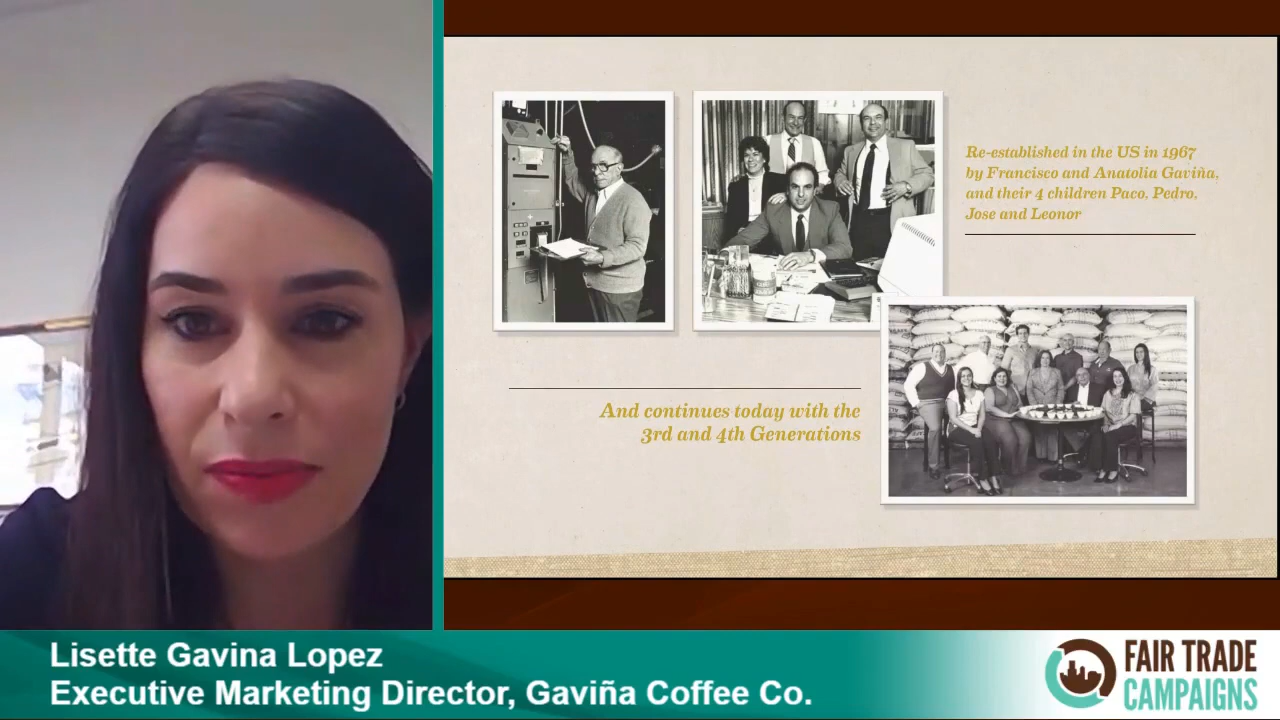 Re-established in the US in 1967
by Francisco and Anatolia Gaviña,
and their 4 children Paco, Pedro,
Jose and Leonor
And continues today with the
3rd and 4th Generations
Lisette Gavina Lopez
Executive Marketing Director, Gaviña Coffee Co.
FAIR TRADE
CAMPAIGNS